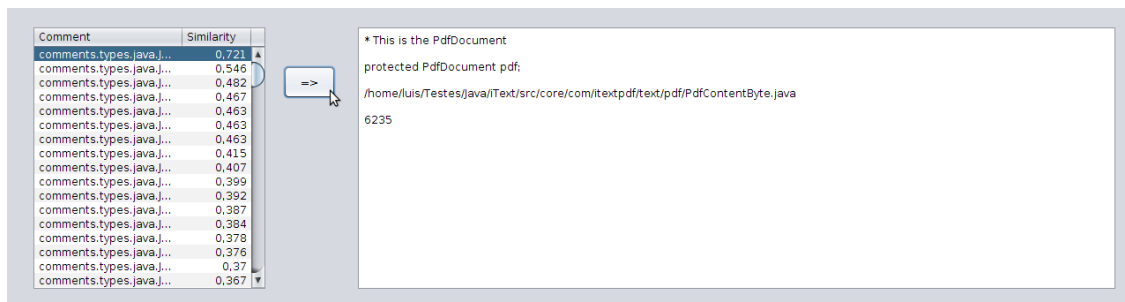 Comment Similarity
comments.types.java.J... 0,721
comments.types.java.J... 0,546
comments.types.java.J... 0,482
comments.types.java.J... 0,467
comments.types.java.J... 0,463
comments.types.java.J... 0,463
comments.types.java.J... 0,463
comments.types.java.J... 0,415
comments.types.java.J... 0,407
comments.types.java.J... 0,399
comments.types.java.J... 0,392
comments.types.java.J... 0,387
comments.types.java.J... 0,384
comments.types.java.J... 0,378
comments.types.java.J... 0,376
comments.types.java.J... 0,37
comments.types.java.J... 0,367
=>
* This is the PdfDocument
protected PdfDocument pdf;
/home/luis/Testes/Java/iText/src/core/com/itextpdf/text/pdf/PdfContentByte.java
6235